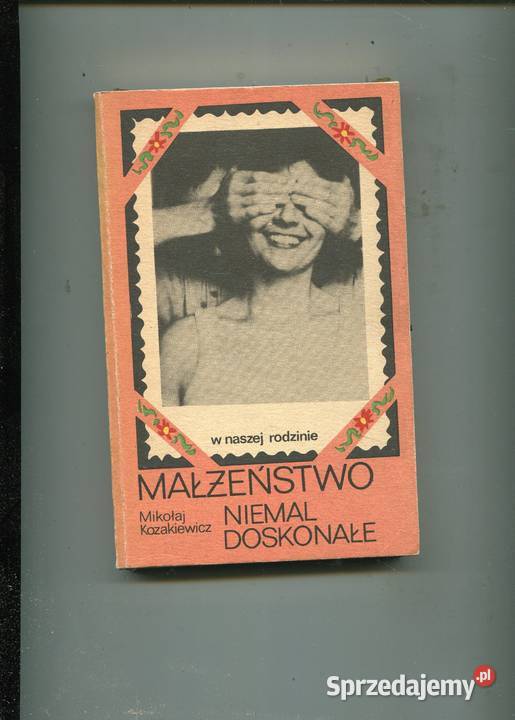 w naszej rodzinie
MAŁŻEŃSTWO
Mikołaj
Kozakiewicz
NIEMAL
DOSKONAŁE
Sprzedajemy.pl